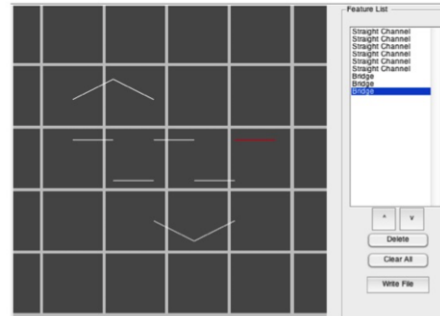 Feature List
Straight Channel
Straight Channel
Straight Channel
Straight Channel
Straight Channel
Straight Channel
Bridge
Bridge
Bridge
^ v
Delete
Clear All
Write File